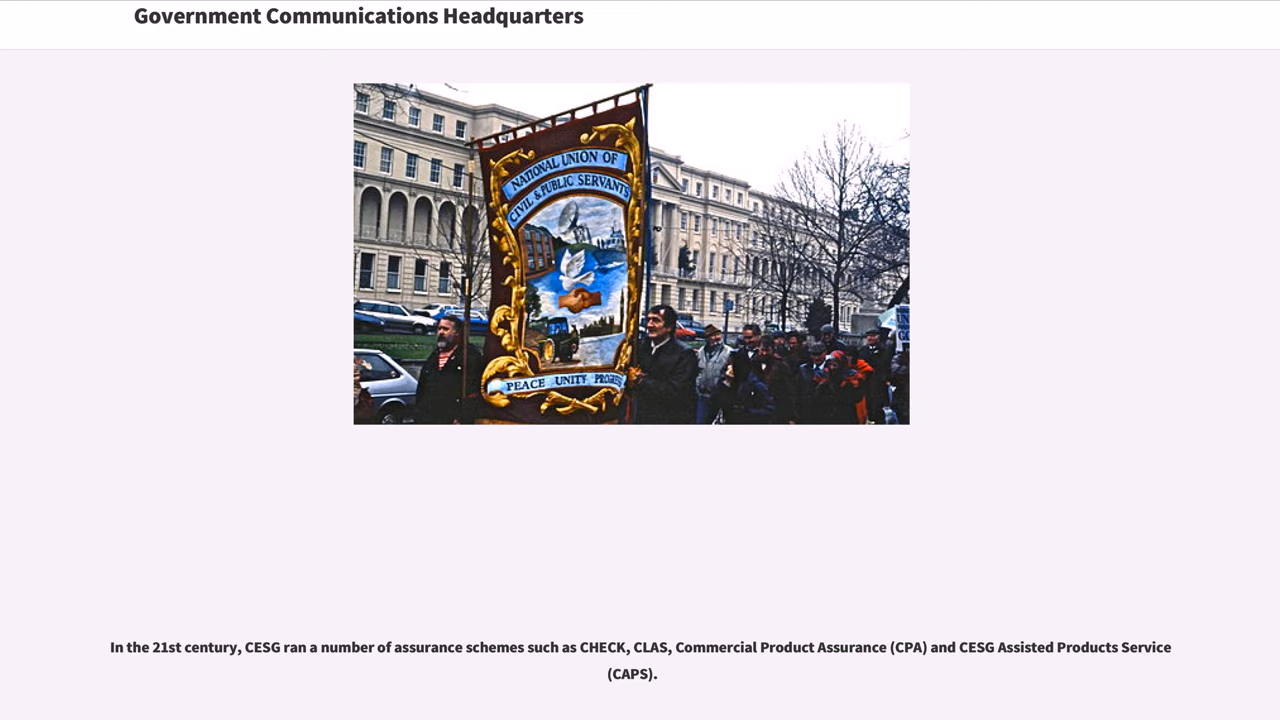 Government Communications Headquarters
NATIONAL UNION OF
CIVIL & PUBLIC SERVANTS
PEACE UNITY PROGRESS
In the 21st century, CESG ran a number of assurance schemes such as CHECK, CLAS, Commercial Product Assurance (CPA) and CESG Assisted Products Service
(CAPS).